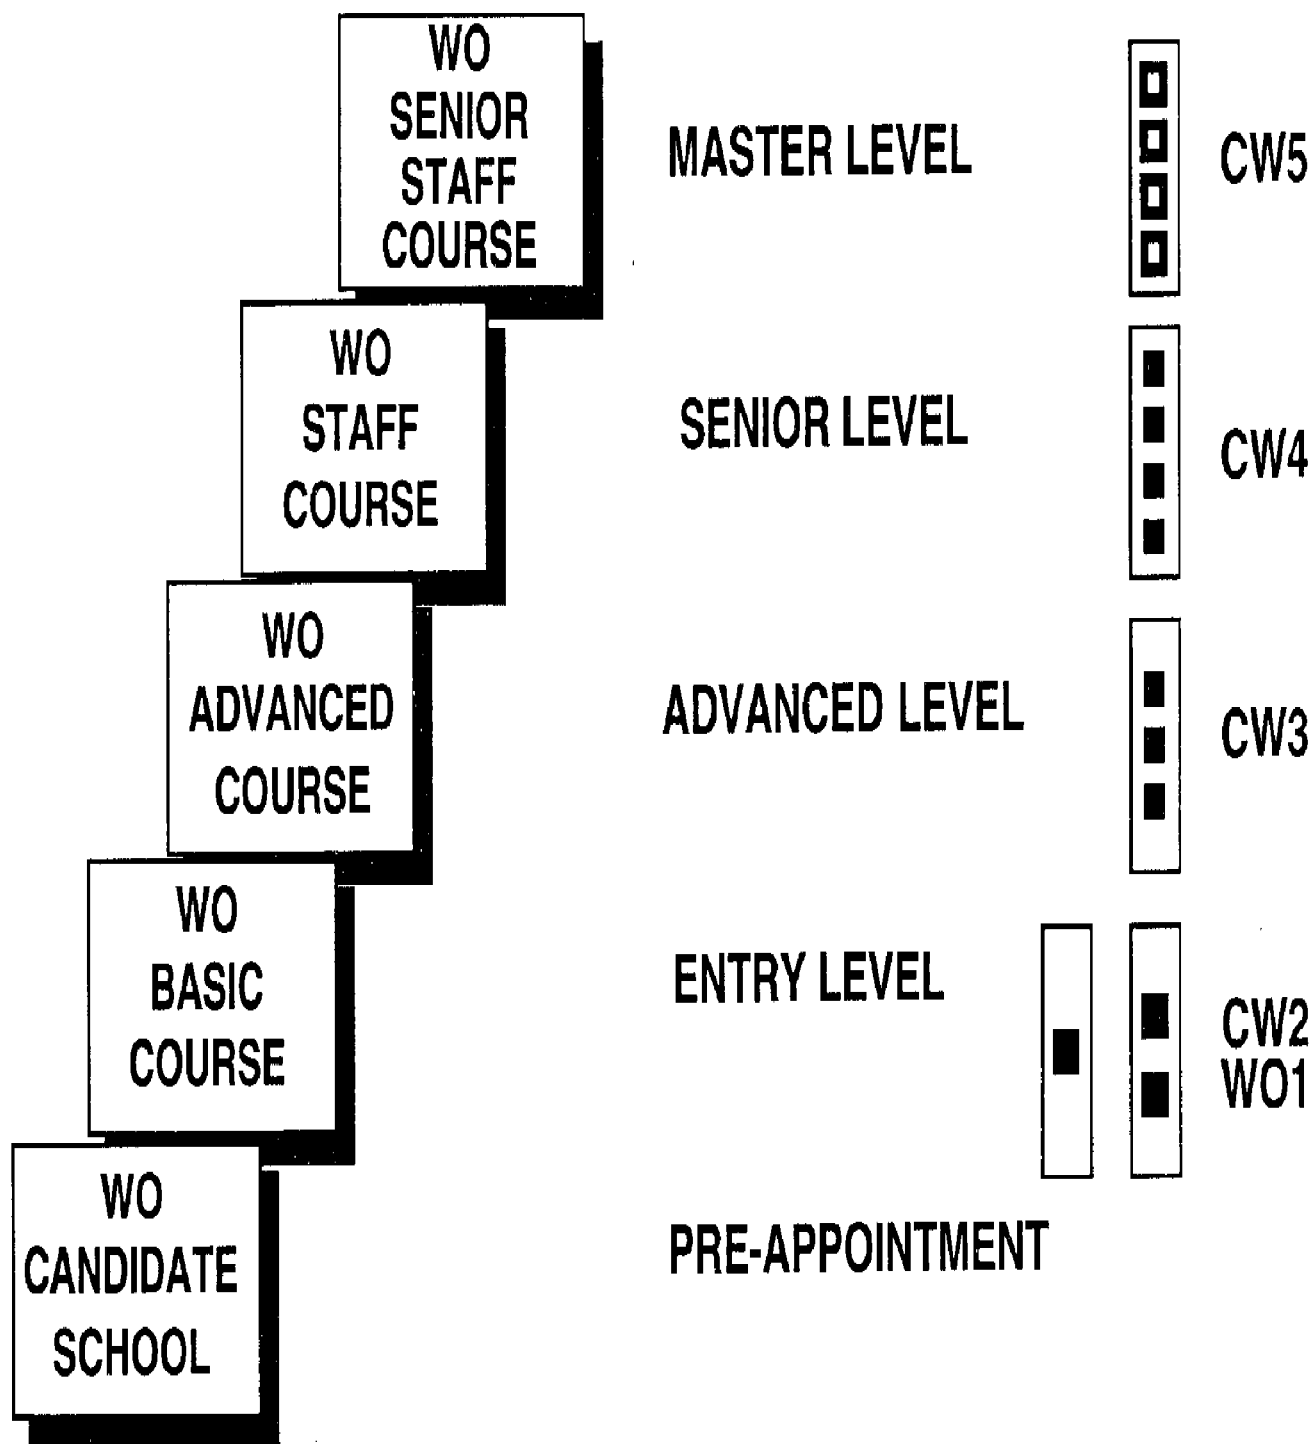 WO
SENIOR
STAFF
COURSE
MASTER LEVEL
CW5
WO
STAFF
COURSE
SENIOR LEVEL
CW4
WO
ADVANCED
COURSE
ADVANCED LEVEL
CW3
WO
BASIC
COURSE
ENTRY LEVEL
CW2
WO1
WO
CANDIDATE
SCHOOL
PRE-APPOINTMENT